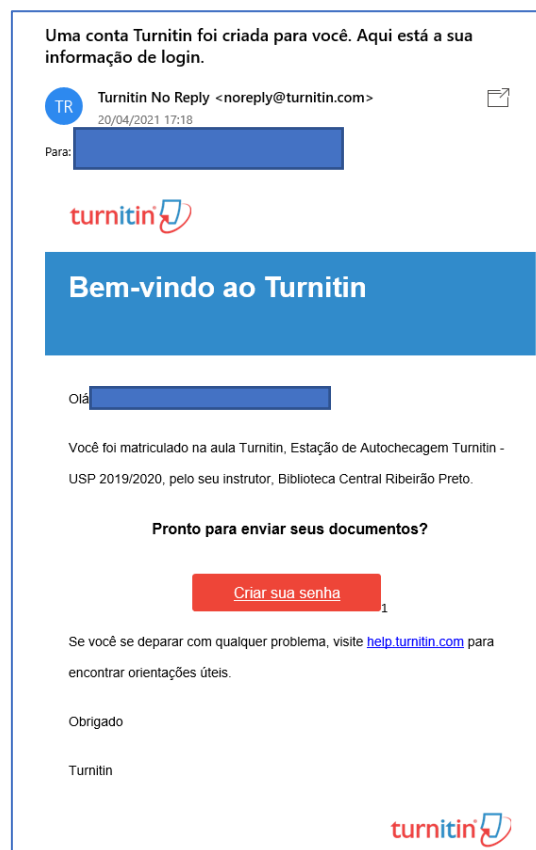 Uma conta Turnitin foi criada para você. Aqui está a sua
informação de login.
TR
Turnitin No Reply <noreply@turnitin.com>
20/04/2021 17:18
Para:
turnitin
Bem-vindo ao Turnitin
Olá
Você foi matriculado na aula Turnitin, Estação de Autochecagem Turnitin -
USP 2019/2020, pelo seu instrutor, Biblioteca Central Ribeirão Preto.
Pronto para enviar seus documentos?
Criar sua senha
1
Se você se deparar com qualquer problema, visite help.turnitin.com para
encontrar orientações úteis.
Obrigado
Turnitin
turnitin